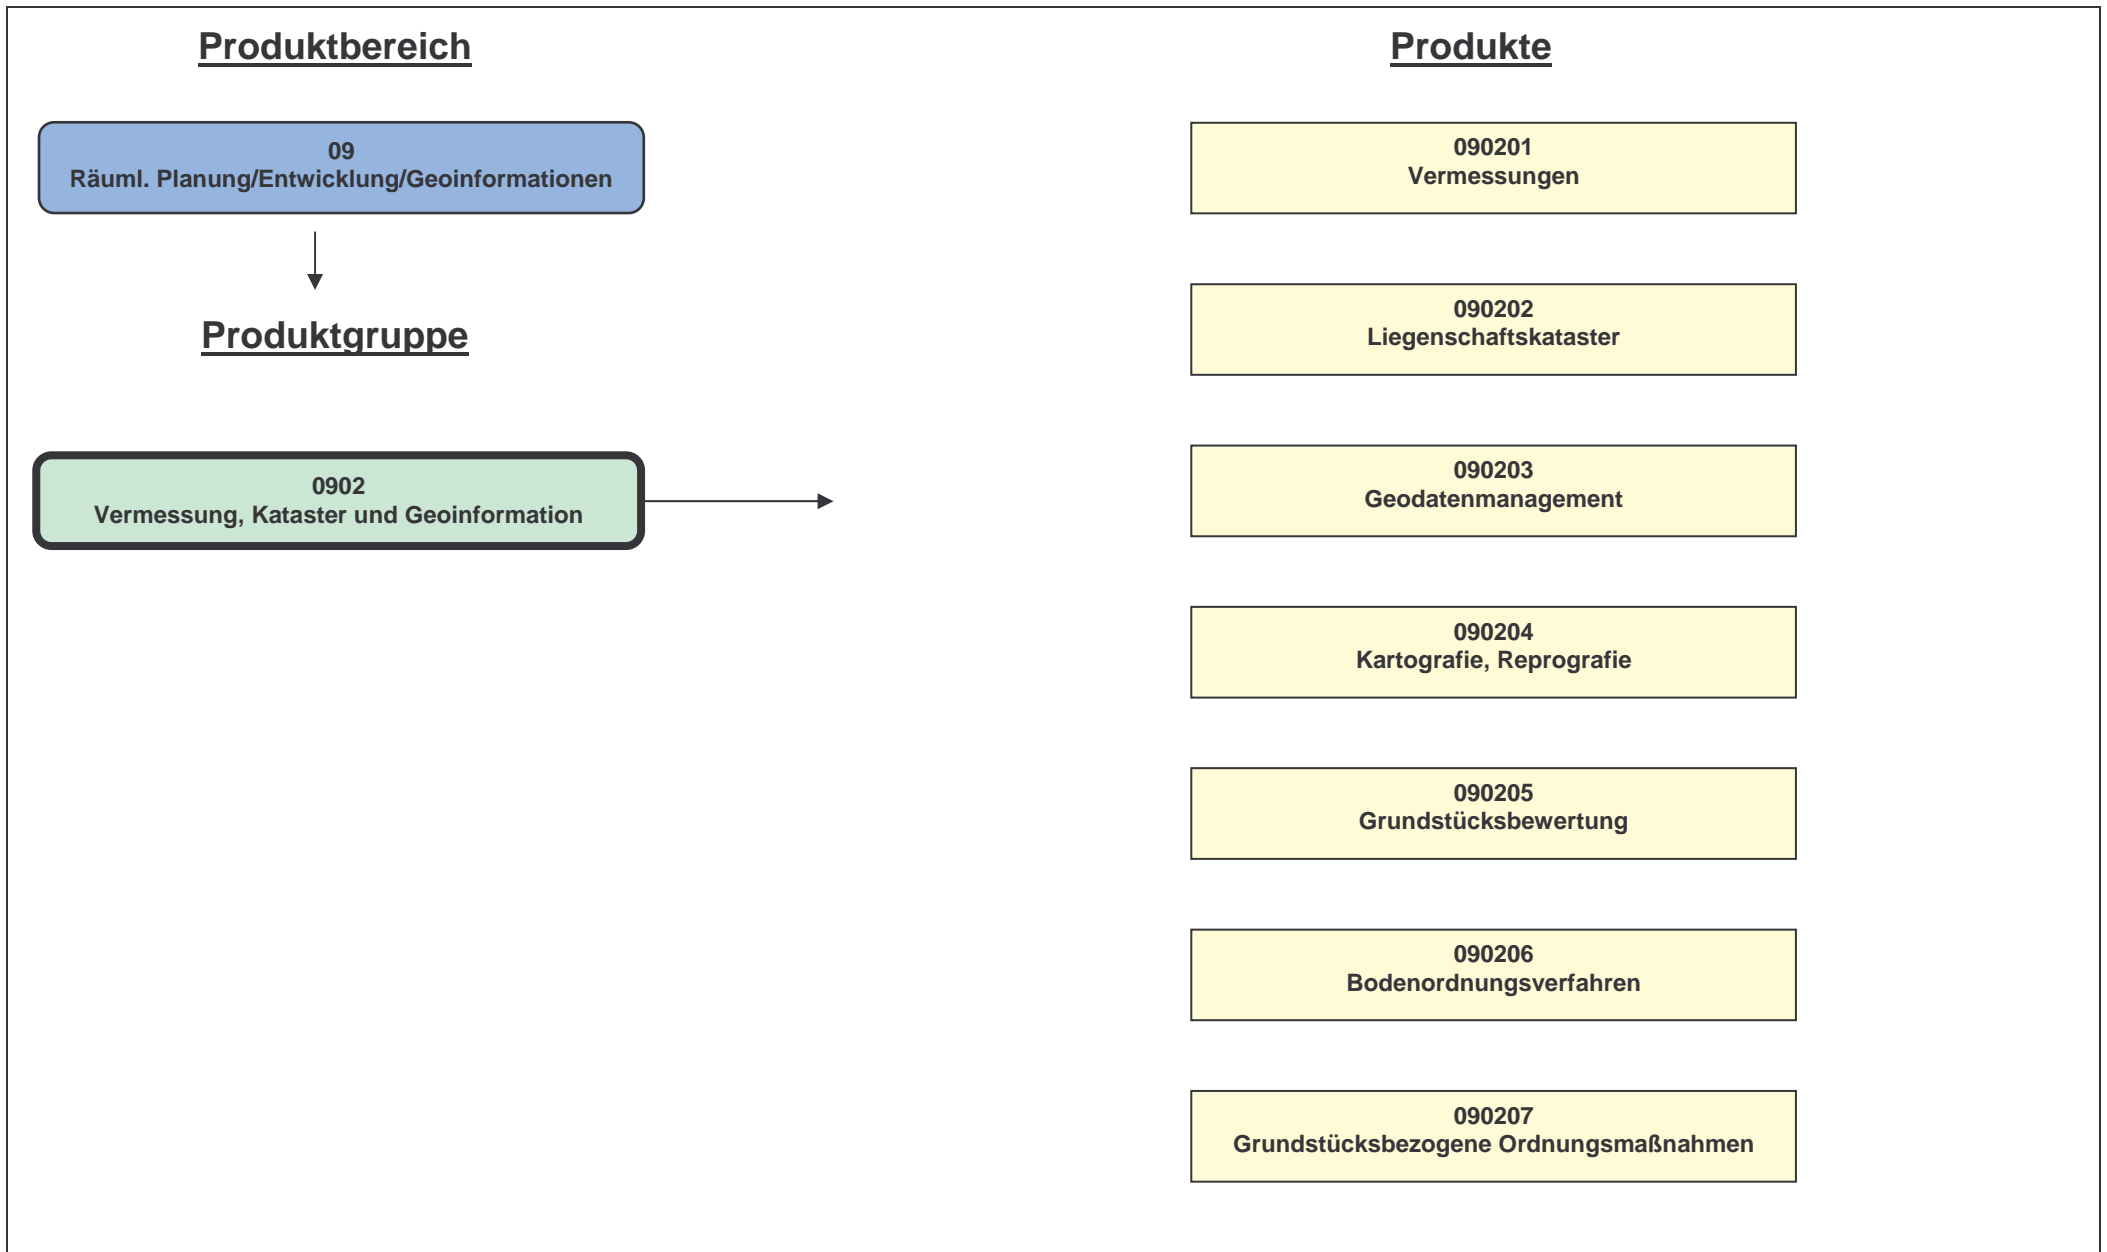 Produktbereich
09
Räuml. Planung/Entwicklung/Geoinformationen
Produktgruppe
0902
Vermessung, Kataster und Geoinformation
Produkte
090201
Vermessungen
090202
Liegenschaftskataster
090203
Geodatenmanagement
090204
Kartografie, Reprografie
090205
Grundstücksbewertung
090206
Bodenordnungsverfahren
090207
Grundstücksbezogene Ordnungsmaßnahmen